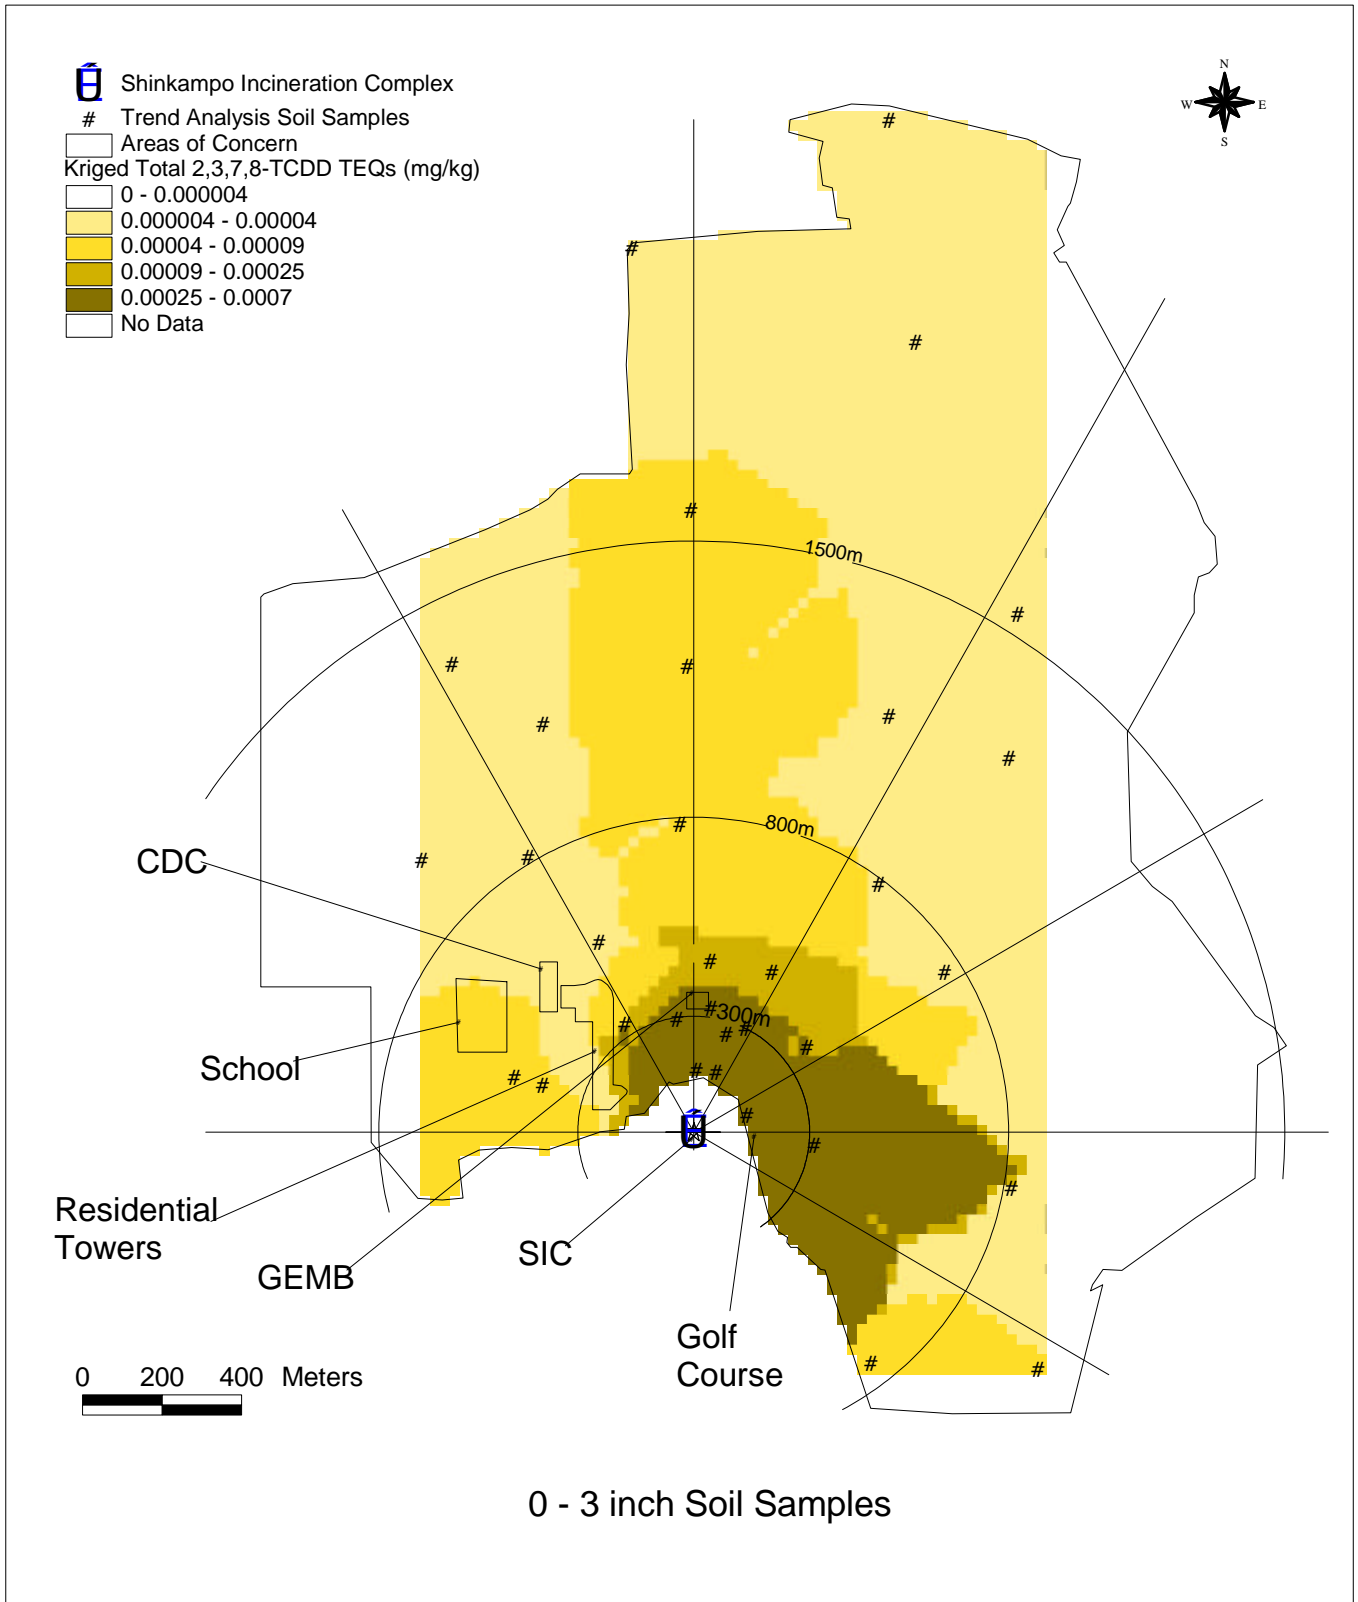 Shinkampo Incineration Complex
# Trend Analysis Soil Samples
Areas of Concern
Kriged Total 2,3,7,8-TCDD TEQs (mg/kg)
0 - 0.000004
0.000004 - 0.00004
0.00004 - 0.00009
0.00009 - 0.00025
0.00025 - 0.0007
No Data
N
W E
S
1500m
800m
300m
CDC
School
Residential
Towers
GEMB
SIC
Golf
Course
0 200 400 Meters
0 - 3 inch Soil Samples